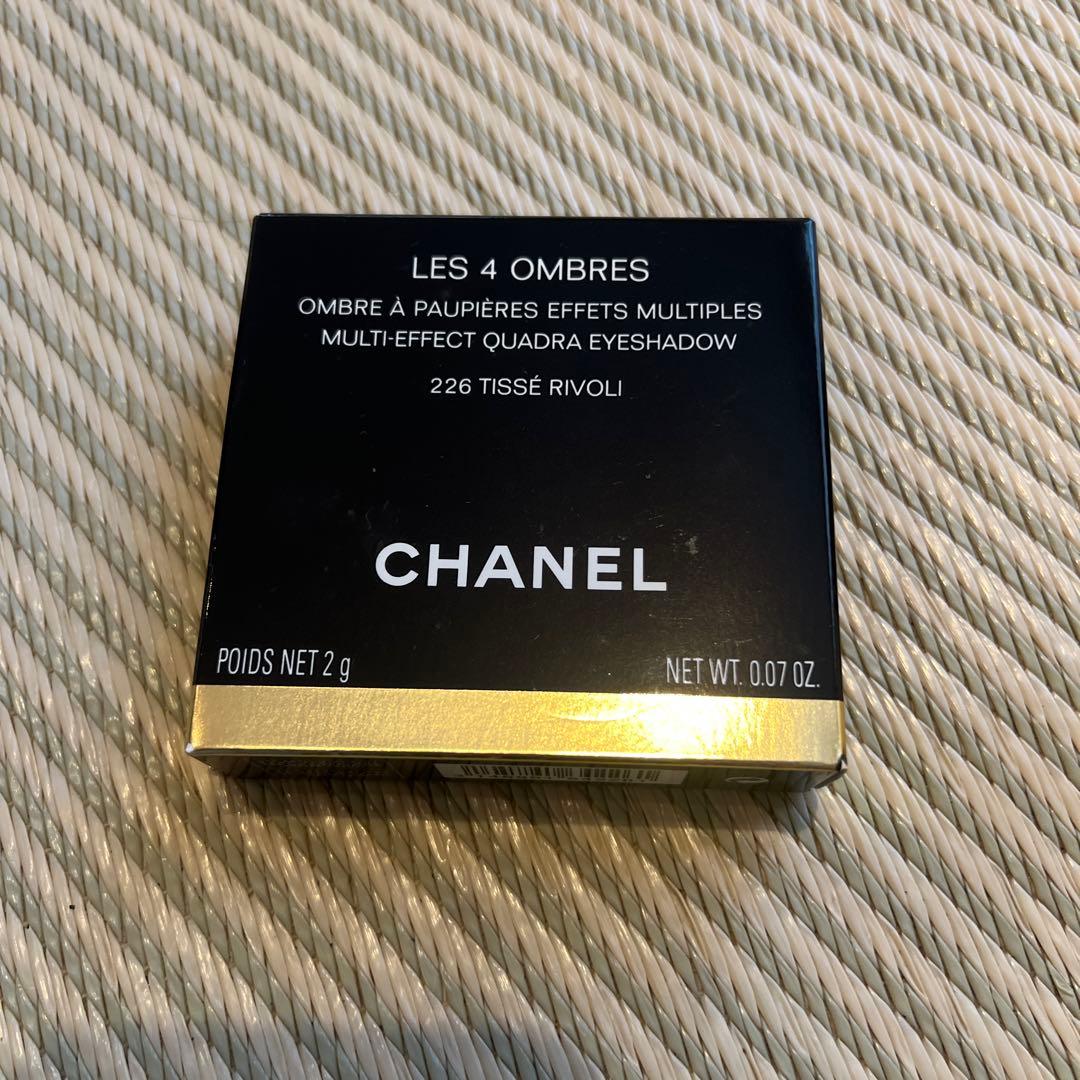 LES 4 OMBRES
OMBRE À PAUPIÈRES EFFETS MULTIPLES
MULTI-EFFECT QUADRA EYESHADOW
226 TISSÉ RIVOLI
CHANEL
POIDS NET 2 g
NET WT. 0.07 OZ.